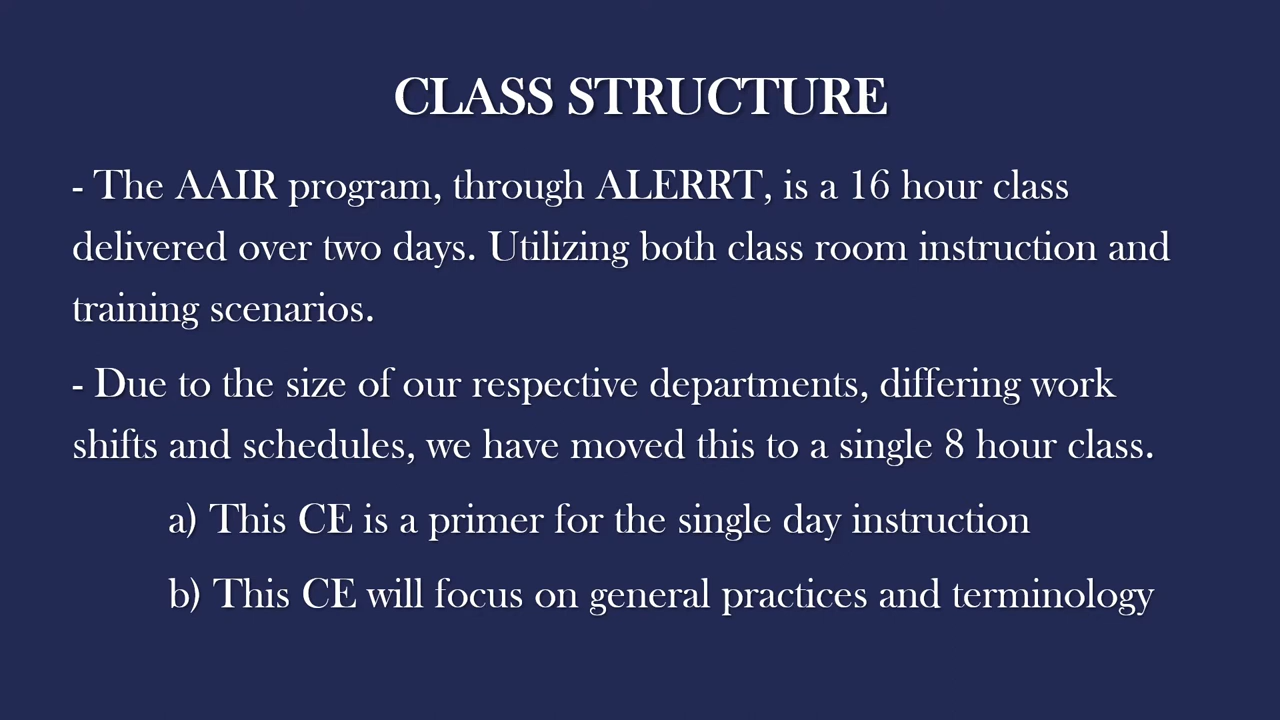 CLASS STRUCTURE
- The AAIR program, through ALERRT, is a 16 hour class
delivered over two days. Utilizing both class room instruction and
training scenarios.
- Due to the size of our respective departments, differing work
shifts and schedules, we have moved this to a single 8 hour class.
a) This CE is a primer for the single day instruction
b) This CE will focus on general practices and terminology